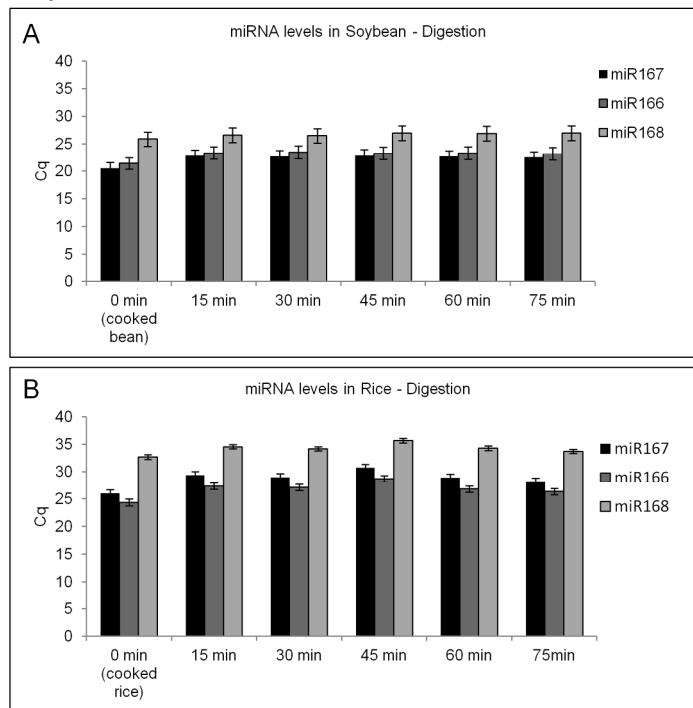 A
miRNA levels in Soybean - Digestion
40
35
30
25
20
15
10
5
0
Cq
miR167
miR166
miR168
0 min
(cooked
bean)
15 min
30 min
45 min
60 min
75 min
B
miRNA levels in Rice - Digestion
40
35
30
25
20
15
10
5
0
Cq
miR167
miR166
miR168
0 min
(cooked
rice)
15 min
30 min
45 min
60 min
75min